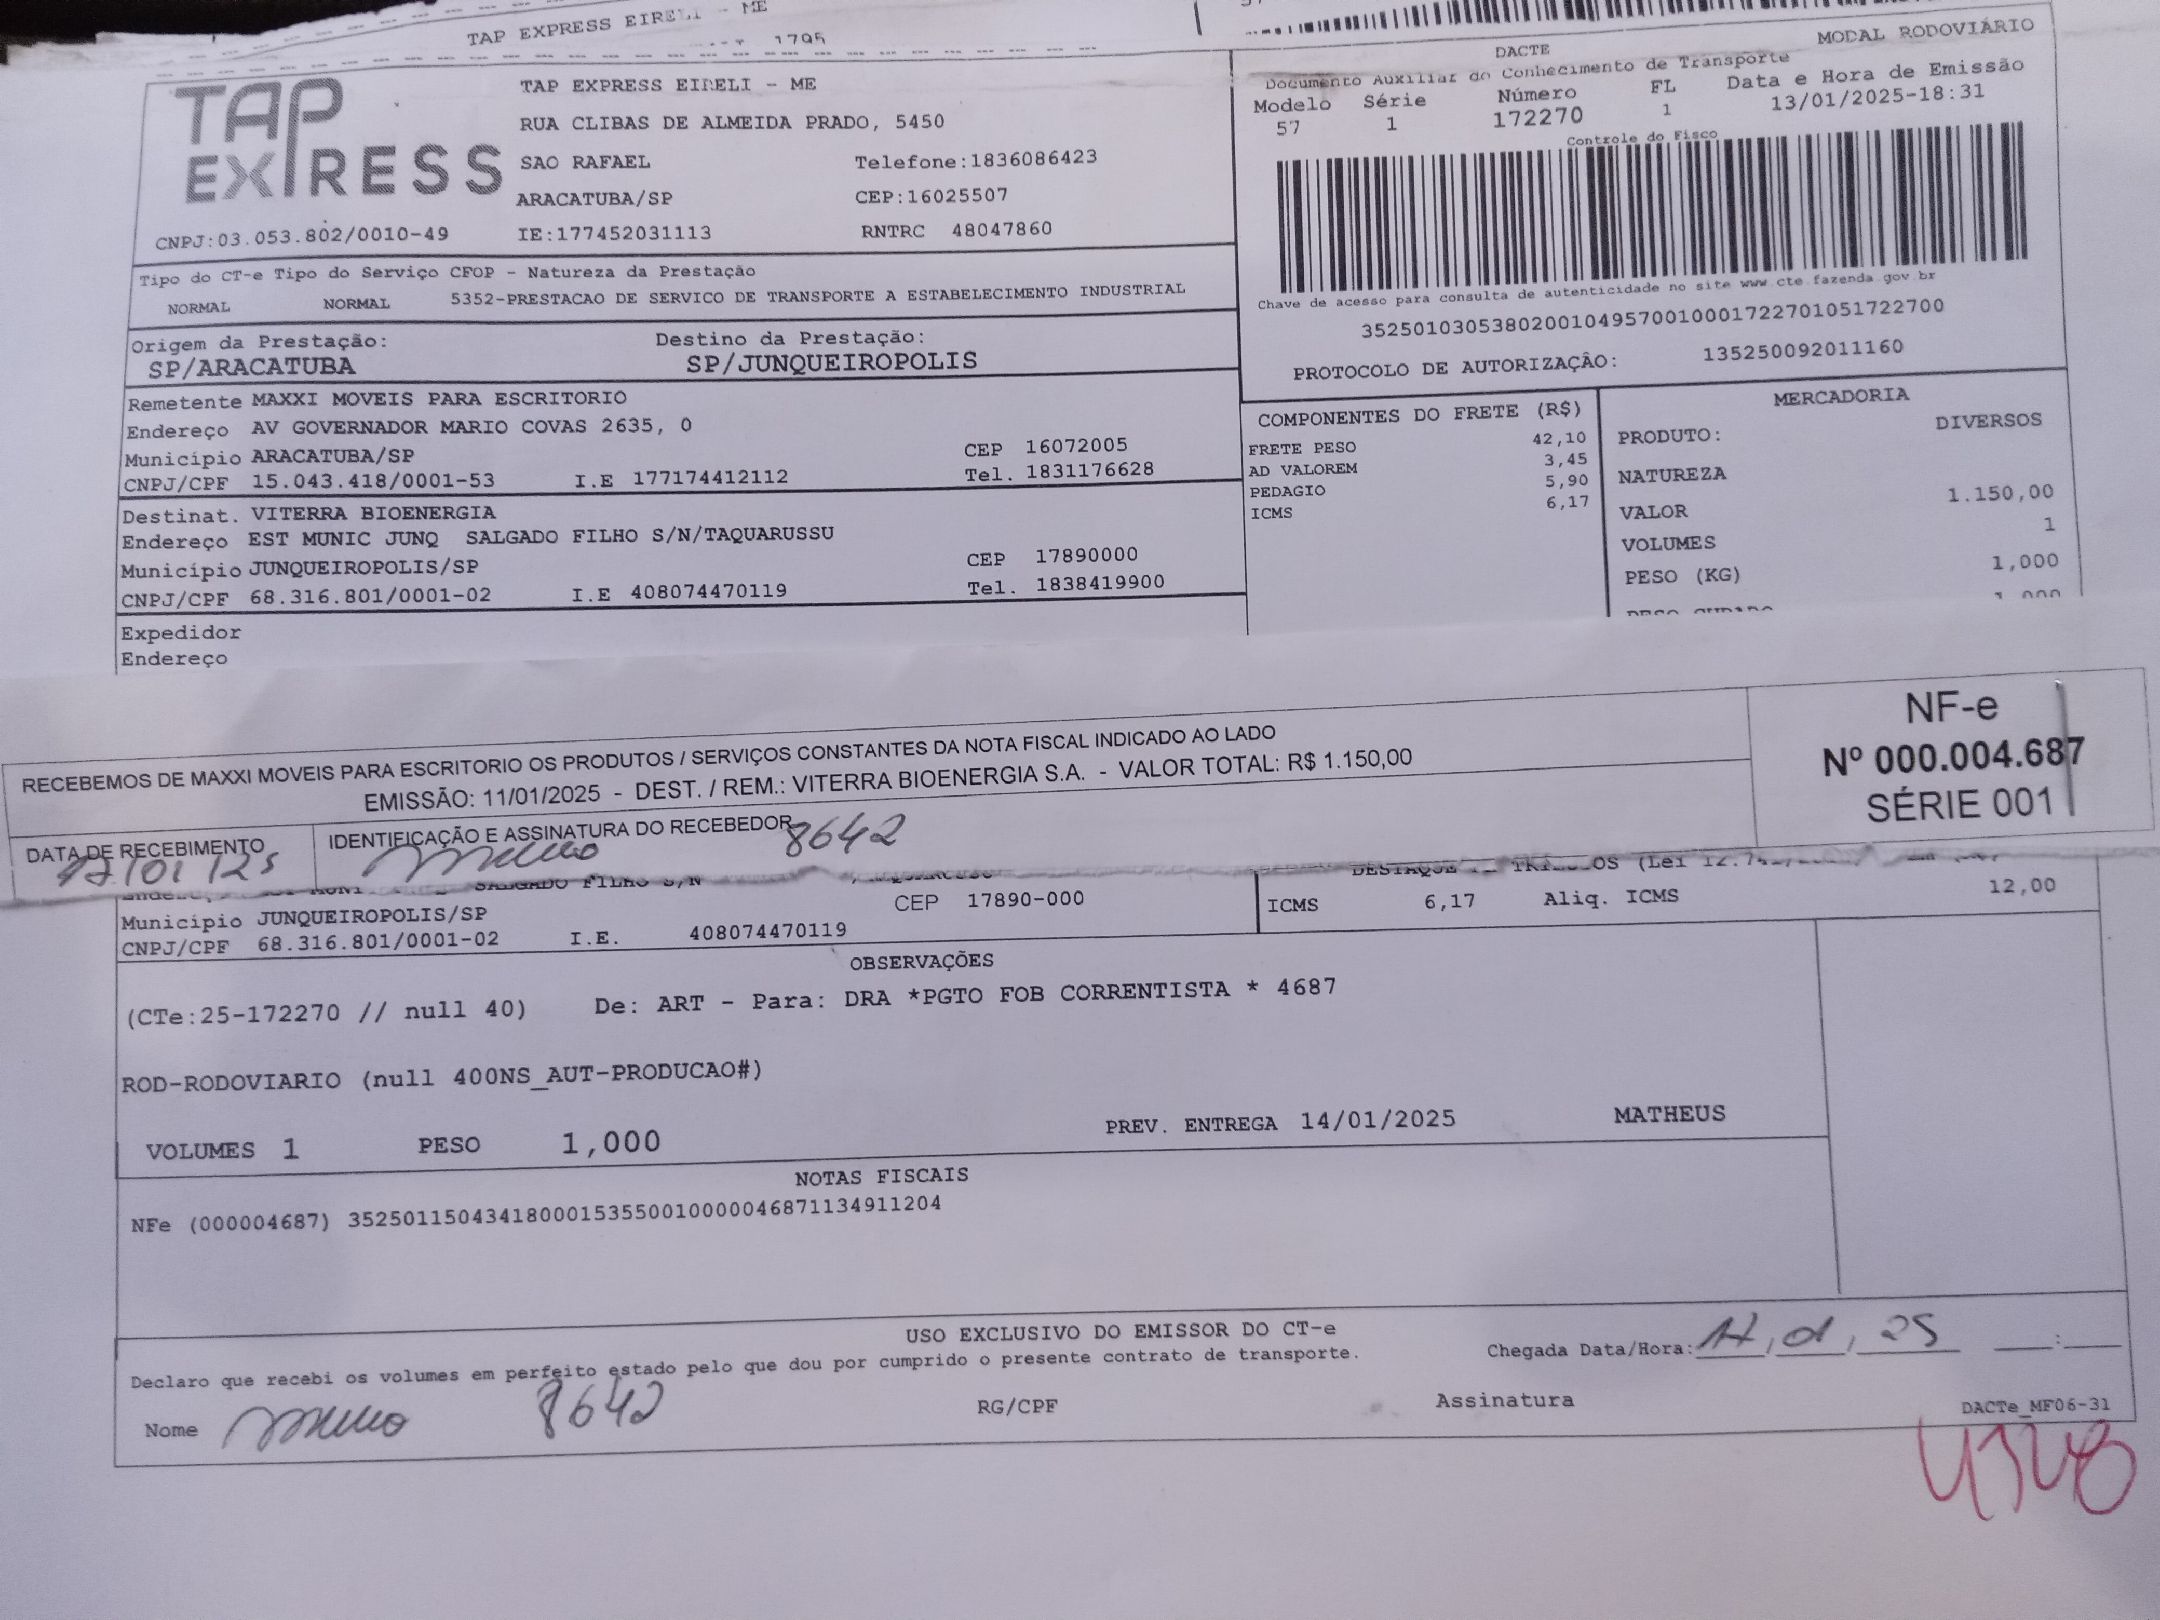 TAP EXPRESS EIRELI - ME
TAP EXPRESS
TAP EXPRESS EIRELI - ME
RUA CLIBAS DE ALMEIDA PRADO, 5450
SAO RAFAEL Telefone:1836086423
ARACATUBA/SP CEP:16025507
CNPJ:03.053.802/0010-49 IE:177452031113 RNTRC 48047860
DACTE MODAL RODOVIÁRIO
Documento Auxiliar do Conhecimento de Transporte
Modelo Série Número FL Data e Hora de Emissão
57 1 172270 1 13/01/2025-18:31
Controle do Fisco
Chave de acesso para consulta de autenticidade no site www.cte.fazenda.gov.br
35250103053802001049570010001722701051722700
PROTOCOLO DE AUTORIZAÇÃO: 135250092011160
Tipo do CT-e Tipo do Serviço CFOP - Natureza da Prestação
NORMAL NORMAL 5352-PRESTACAO DE SERVICO DE TRANSPORTE A ESTABELECIMENTO INDUSTRIAL
Origem da Prestação: Destino da Prestação:
SP/ARACATUBA SP/JUNQUEIROPOLIS
Remetente MAXXI MOVEIS PARA ESCRITORIO
Endereço AV GOVERNADOR MARIO COVAS 2635, 0
Município ARACATUBA/SP CEP 16072005
CNPJ/CPF 15.043.418/0001-53 I.E 177174412112 Tel. 1831176628
Destinat. VITERRA BIOENERGIA
Endereço EST MUNIC JUNQ SALGADO FILHO S/N/TAQUARUSSU
Município JUNQUEIROPOLIS/SP CEP 17890000
CNPJ/CPF 68.316.801/0001-02 I.E 408074470119 Tel. 1838419900
Expedidor
Endereço
COMPONENTES DO FRETE (R$)
FRETE PESO 42,10
AD VALOREM 3,45
PEDAGIO 5,90
ICMS 6,17
MERCADORIA
PRODUTO: DIVERSOS
NATUREZA
VALOR 1.150,00
VOLUMES 1
PESO (KG) 1,000
RECEBEMOS DE MAXXI MOVEIS PARA ESCRITORIO OS PRODUTOS / SERVIÇOS CONSTANTES DA NOTA FISCAL INDICADO AO LADO
EMISSÃO: 11/01/2025 - DEST. / REM.: VITERRA BIOENERGIA S.A. - VALOR TOTAL: R$ 1.150,00
DATA DE RECEBIMENTO IDENTIFICAÇÃO E ASSINATURA DO RECEBEDOR
8642
NF-e
Nº 000.004.687
SÉRIE 001
SALGADO FILHO S/N
Município JUNQUEIROPOLIS/SP CEP 17890-000
CNPJ/CPF 68.316.801/0001-02 I.E. 408074470119
ICMS 6,17 Aliq. ICMS 12,00
OBSERVAÇÕES
(CTe:25-172270 // null 40) De: ART - Para: DRA *PGTO FOB CORRENTISTA * 4687
ROD-RODOVIARIO (null 400NS_AUT-PRODUCAO#)
VOLUMES 1 PESO 1,000 PREV. ENTREGA 14/01/2025 MATHEUS
NOTAS FISCAIS
NFe (000004687) 35250115043418000153550010000046871134911204
USO EXCLUSIVO DO EMISSOR DO CT-e
Declaro que recebi os volumes em perfeito estado pelo que dou por cumprido o presente contrato de transporte.
Chegada Data/Hora:
Nome 8642 RG/CPF Assinatura
DACTe_MF06-31